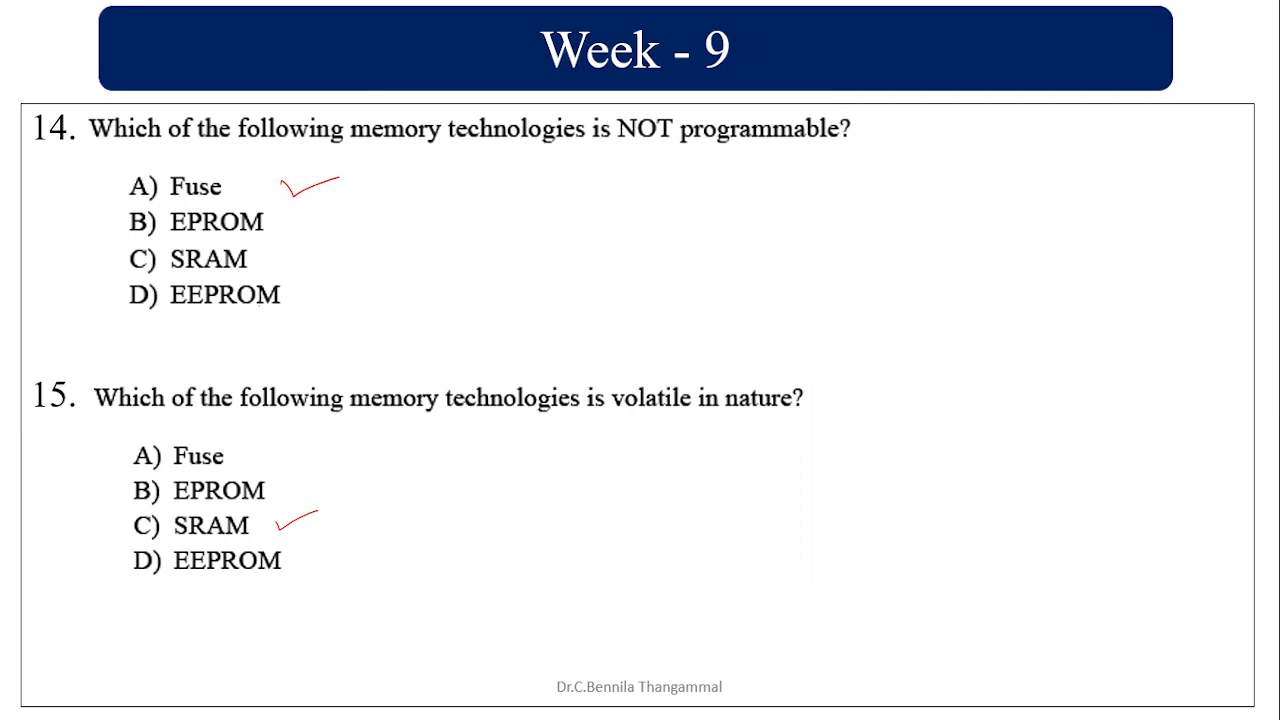 Week - 9
14. Which of the following memory technologies is NOT programmable?
A) Fuse
B) EPROM
C) SRAM
D) EEPROM
15. Which of the following memory technologies is volatile in nature?
A) Fuse
B) EPROM
C) SRAM
D) EEPROM
Dr.C.Bennila Thangammal